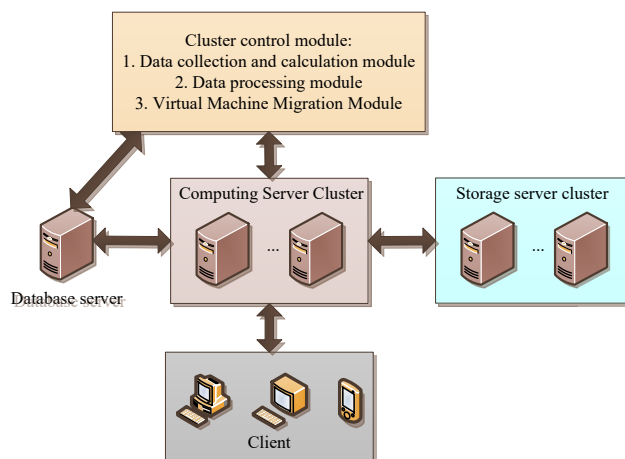 Cluster control module:
1. Data collection and calculation module
2. Data processing module
3. Virtual Machine Migration Module
Computing Server Cluster
...
Storage server cluster
...
Database server
Client